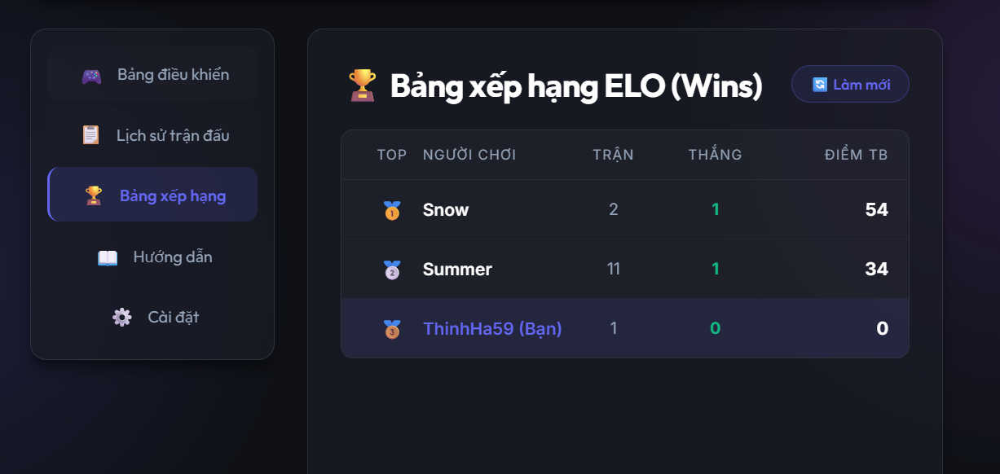 Bảng điều khiển
Lịch sử trận đấu
Bảng xếp hạng
Hướng dẫn
Cài đặt
Bảng xếp hạng ELO (Wins)
Làm mới
TOP NGƯỜI CHƠI TRẬN THẮNG ĐIỂM TB
1 Snow 2 1 54
2 Summer 11 1 34
3 ThinhHa59 (Bạn) 1 0 0